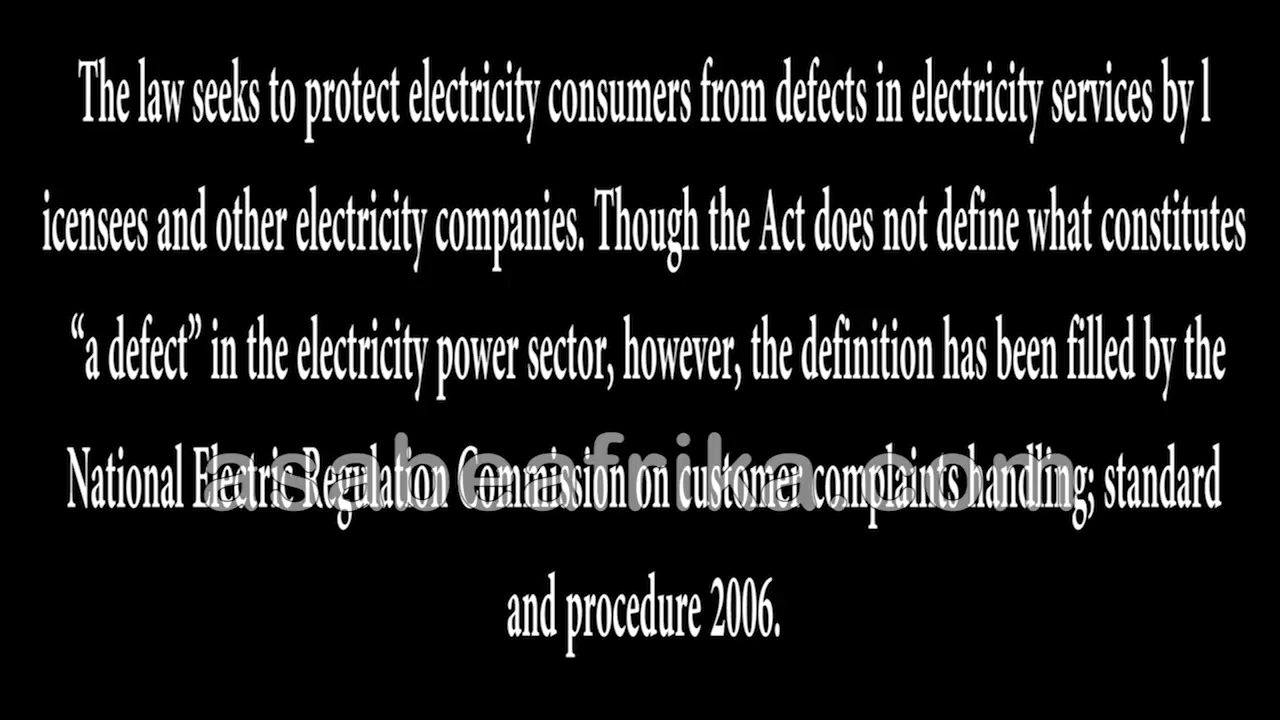 The law seeks to protect electricity consumers from defects in electricity services by l
icensees and other electricity companies. Though the Act does not define what constitutes
“a defect” in the electricity power sector, however, the definition has been filled by the
National Electric Regulation Commission on customer complaints handling; standard
asabeafrika.com
and procedure 2006.